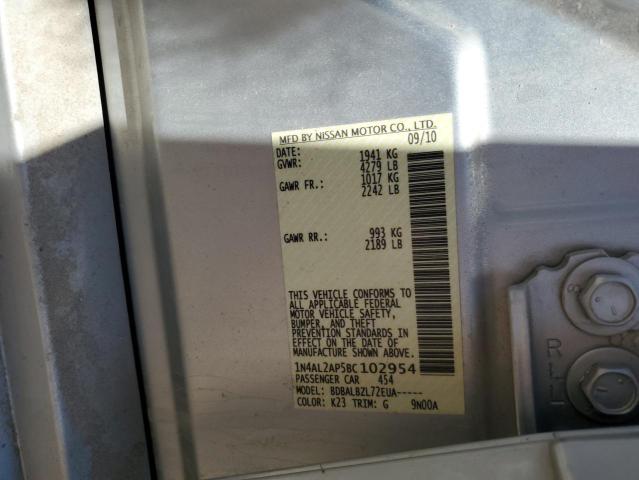 MFD BY NISSAN MOTOR CO., LTD.
DATE: 09/10
GVWR: 1941 KG
4279 LB
GAWR FR.: 1017 KG
2242 LB
GAWR RR.: 993 KG
2189 LB
THIS VEHICLE CONFORMS TO
ALL APPLICABLE FEDERAL
MOTOR VEHICLE SAFETY,
BUMPER, AND THEFT
PREVENTION STANDARDS IN
EFFECT ON THE DATE OF
MANUFACTURE SHOWN ABOVE.
1N4AL2AP5BC102954
PASSENGER CAR 454
MODEL: BDBALBZL72EUA-----
COLOR: K23 TRIM: G 9N00A